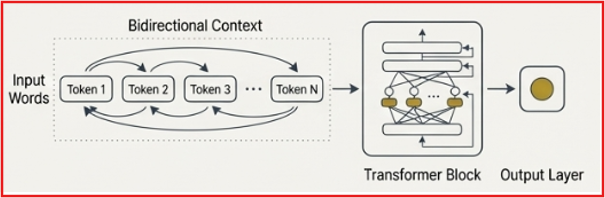 Bidirectional Context
Input
Words
Token 1
Token 2
Token 3
...
Token N
...
Transformer Block
Output Layer